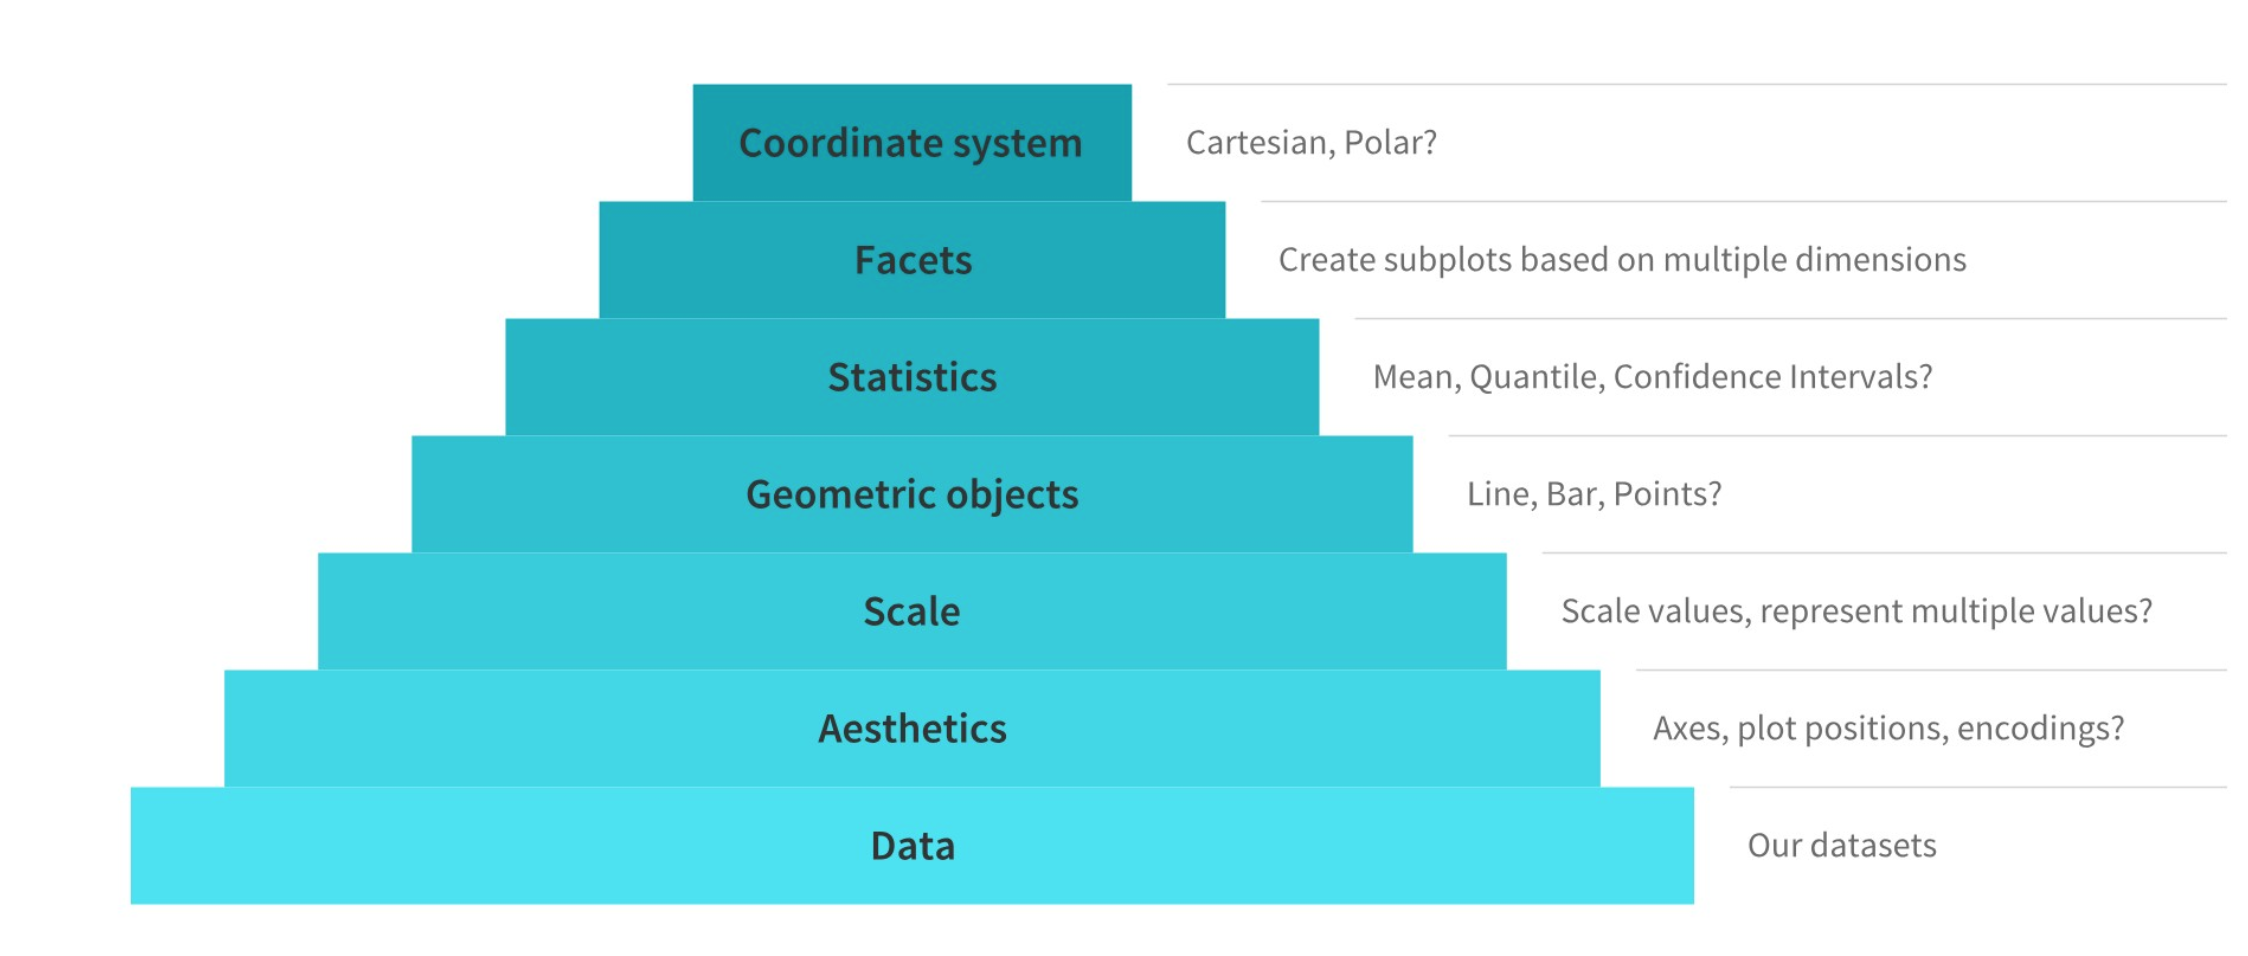 Coordinate system
Cartesian, Polar?
Facets
Create subplots based on multiple dimensions
Statistics
Mean, Quantile, Confidence Intervals?
Geometric objects
Line, Bar, Points?
Scale
Scale values, represent multiple values?
Aesthetics
Axes, plot positions, encodings?
Data
Our datasets